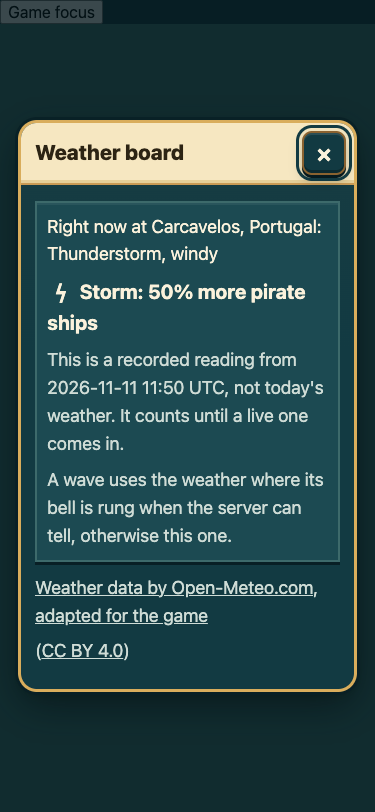 Game focus
Weather board
×
Right now at Carcavelos, Portugal:
Thunderstorm, windy
Storm: 50% more pirate
ships
This is a recorded reading from
2026-11-11 11:50 UTC, not today's
weather. It counts until a live one
comes in.
A wave uses the weather where its
bell is rung when the server can
tell, otherwise this one.
Weather data by Open-Meteo.com,
adapted for the game
(CC BY 4.0)